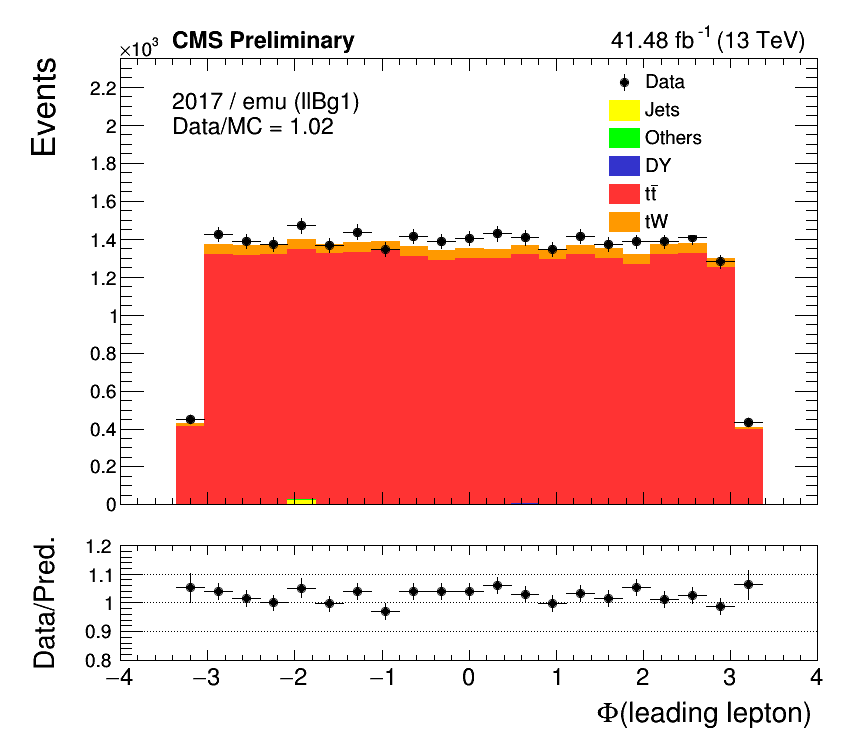 ×10³ CMS Preliminary 41.48 fb⁻¹ (13 TeV)
Events
2017 / emu (llBg1)
Data/MC = 1.02
Data
Jets
Others
DY
tt̄
tW
2.2
2
1.8
1.6
1.4
1.2
1
0.8
0.6
0.4
0.2
0
Data/Pred.
1.2
1.1
1
0.9
0.8
−4 −3 −2 −1 0 1 2 3 4
Φ(leading lepton)